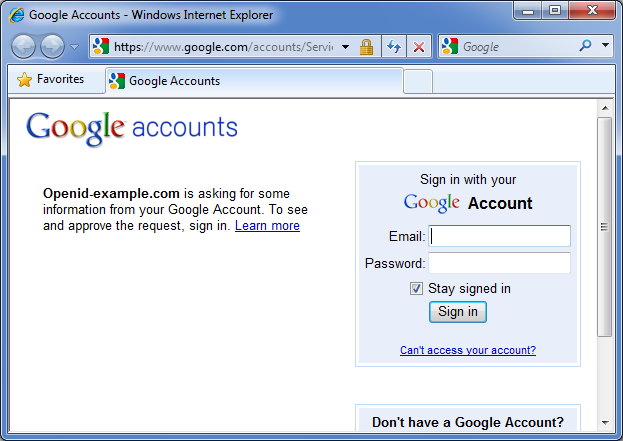 Google Accounts - Windows Internet Explorer
https://www.google.com/accounts/Servi
Google
Favorites
Google Accounts
Google accounts
Openid-example.com is asking for some
information from your Google Account. To see
and approve the request, sign in. Learn more
Sign in with your
Google Account
Email:
Password:
Stay signed in
Sign in
Can't access your account?
Don't have a Google Account?